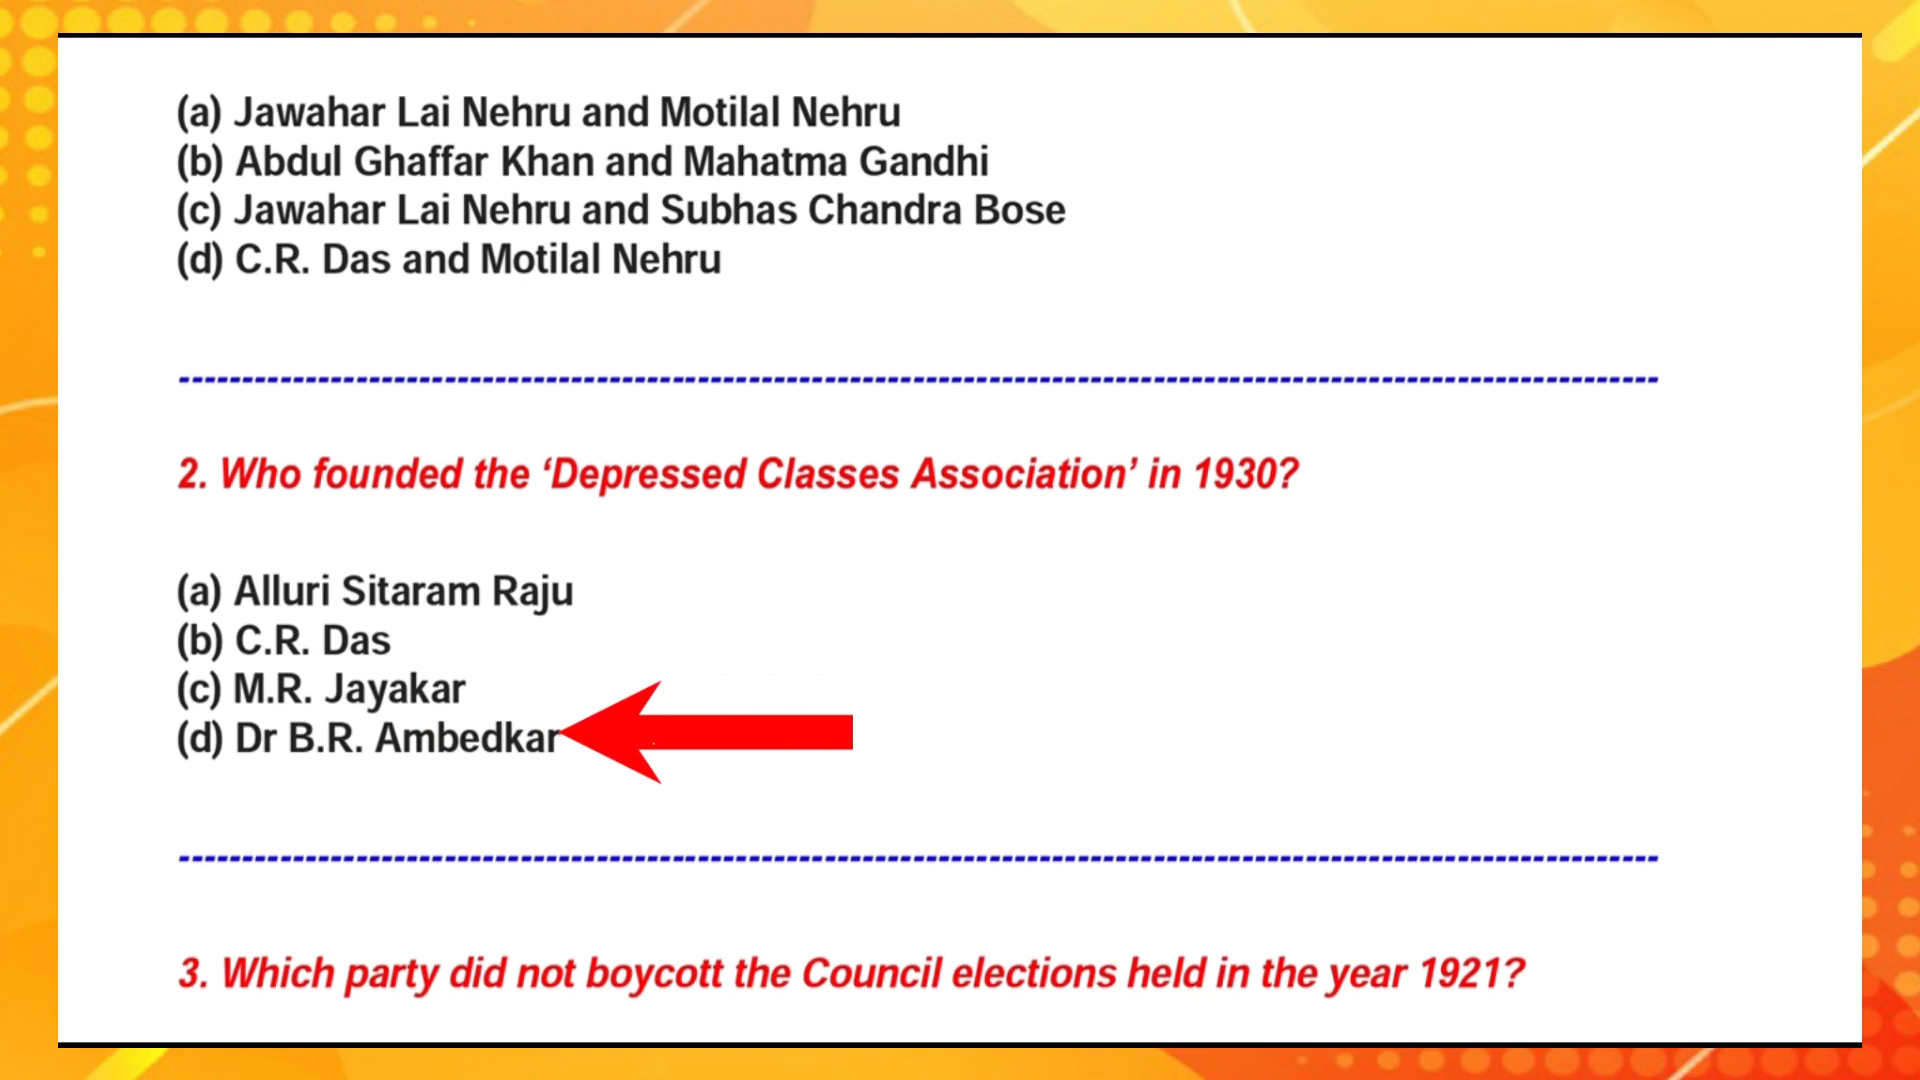 (a) Jawahar Lai Nehru and Motilal Nehru
(b) Abdul Ghaffar Khan and Mahatma Gandhi
(c) Jawahar Lai Nehru and Subhas Chandra Bose
(d) C.R. Das and Motilal Nehru
2. Who founded the ‘Depressed Classes Association’ in 1930?
(a) Alluri Sitaram Raju
(b) C.R. Das
(c) M.R. Jayakar
(d) Dr B.R. Ambedkar
3. Which party did not boycott the Council elections held in the year 1921?